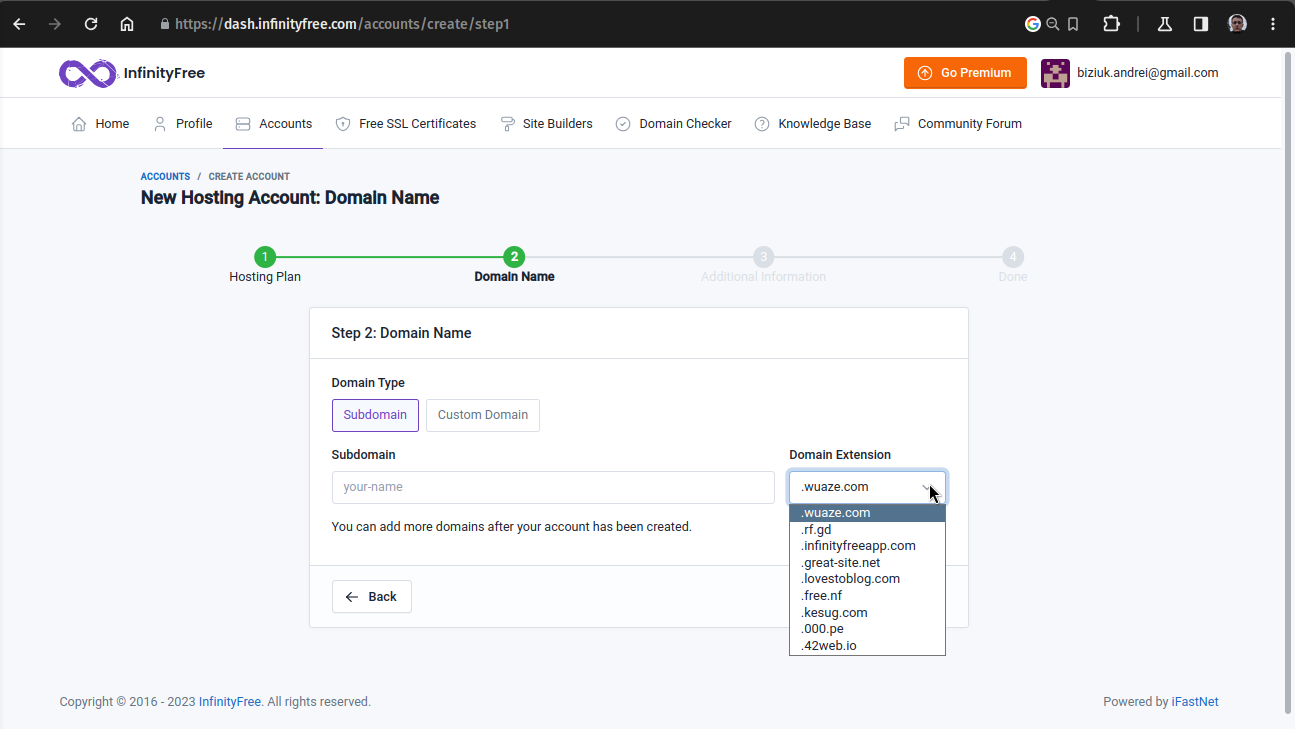 https://dash.infinityfree.com/accounts/create/step1
InfinityFree
Go Premium
biziuk.andrei@gmail.com
Home Profile Accounts Free SSL Certificates Site Builders Domain Checker Knowledge Base Community Forum
ACCOUNTS / CREATE ACCOUNT
New Hosting Account: Domain Name
1 2 3 4
Hosting Plan Domain Name Additional Information Done
Step 2: Domain Name
Domain Type
Subdomain Custom Domain
Subdomain Domain Extension
your-name .wuaze.com
.wuaze.com
You can add more domains after your account has been created.
.rf.gd
.infinityfreeapp.com
.great-site.net
.lovestoblog.com
.free.nf
.kesug.com
.000.pe
.42web.io
Back
Copyright © 2016 - 2023 InfinityFree. All rights reserved. Powered by iFastNet